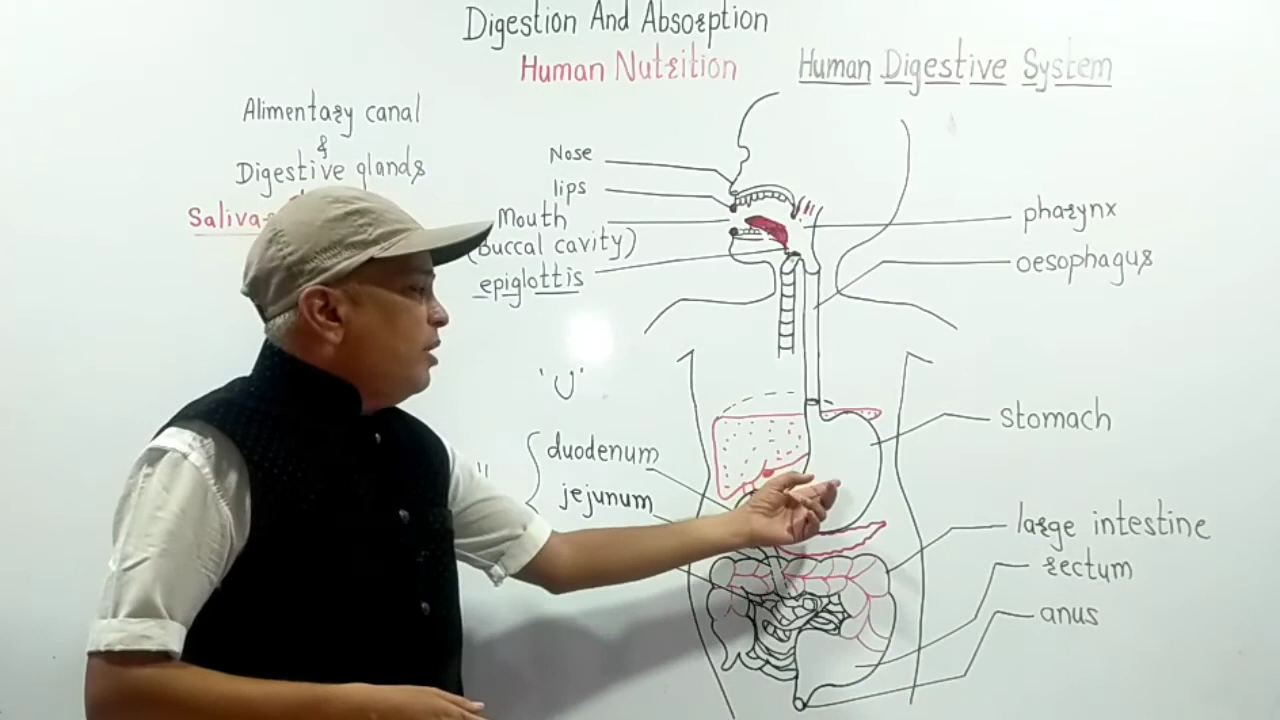 Digestion And Absorption
Human Nutrition
Human Digestive System
Alimentary canal
&
Digestive glands
Saliva
Nose
lips
Mouth
(Buccal cavity)
epiglottis
pharynx
oesophagus
'U'
duodenum
jejunum
"
stomach
large intestine
rectum
anus